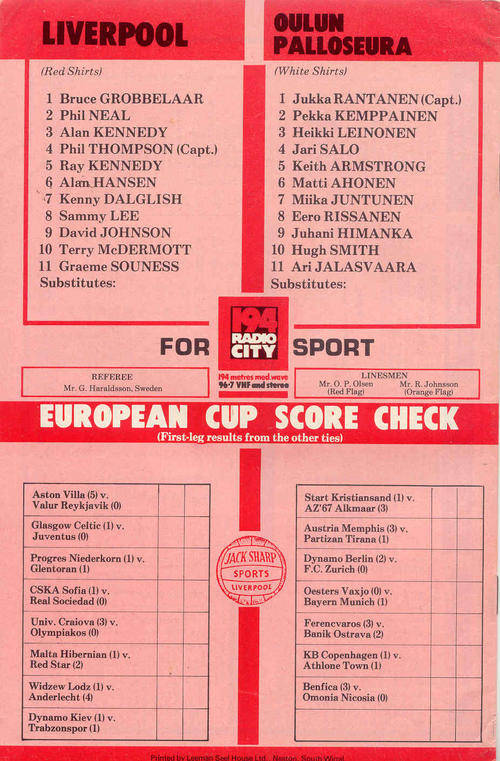 LIVERPOOL
(Red Shirts)
1 Bruce GROBBELAAR
2 Phil NEAL
3 Alan KENNEDY
4 Phil THOMPSON (Capt.)
5 Ray KENNEDY
6 Alan HANSEN
7 Kenny DALGLISH
8 Sammy LEE
9 David JOHNSON
10 Terry McDERMOTT
11 Graeme SOUNESS
Substitutes:
OULUN
PALLOSEURA
(White Shirts)
1 Jukka RANTANEN (Capt.)
2 Pekka KEMPPAINEN
3 Heikki LEINONEN
4 Jari SALO
5 Keith ARMSTRONG
6 Matti AHONEN
7 Miika JUNTUNEN
8 Eero RISSANEN
9 Juhani HIMANKA
10 Hugh SMITH
11 Ari JALASVAARA
Substitutes:
FOR
194
RADIO
CITY
SPORT
194 metres med. wave
96·7 VHF and stereo
REFEREE
Mr. G. Haraldsson, Sweden
LINESMEN
Mr. O. P. Olsen Mr. R. Johnsson
(Red Flag) (Orange Flag)
EUROPEAN CUP SCORE CHECK
(First-leg results from the other ties)
Aston Villa (5) v.
Valur Reykjavik (0)
Glasgow Celtic (1) v.
Juventus (0)
Progres Niederkorn (1) v.
Glentoran (1)
CSKA Sofia (1) v.
Real Sociedad (0)
Univ. Craiova (3) v.
Olympiakos (0)
Malta Hibernian (1) v.
Red Star (2)
Widzew Lodz (1) v.
Anderlecht (4)
Dynamo Kiev (1) v.
Trabzonspor (1)
JACK SHARP
SPORTS
LIVERPOOL
Start Kristiansand (1) v.
AZ'67 Alkmaar (3)
Austria Memphis (3) v.
Partizan Tirana (1)
Dynamo Berlin (2) v.
F.C. Zurich (0)
Oesters Vaxjo (0) v.
Bayern Munich (1)
Ferencvaros (3) v.
Banik Ostrava (2)
KB Copenhagen (1) v.
Athlone Town (1)
Benfica (3) v.
Omonia Nicosia (0)
Printed by Leeman Seel House Ltd., Neston, South Wirral